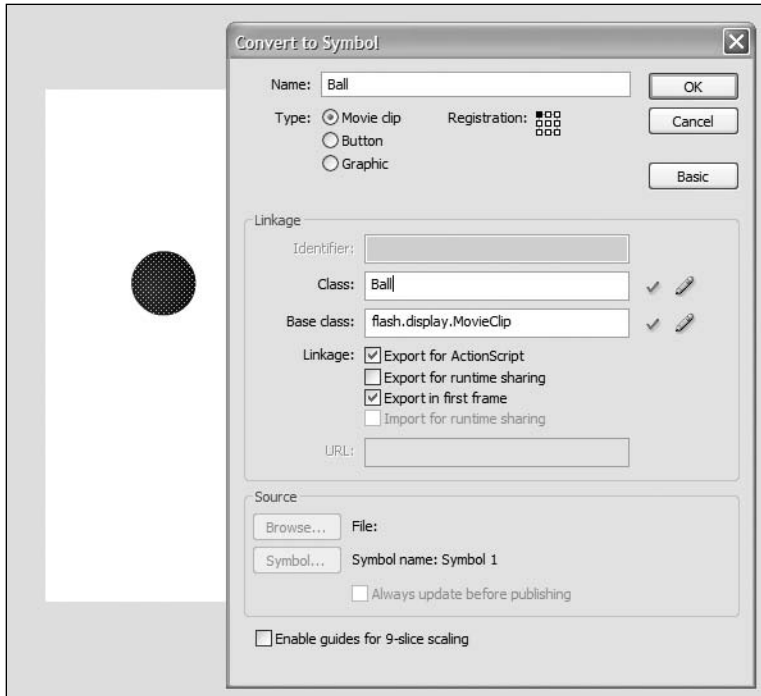 Convert to Symbol
Name: Ball
OK
Type: Movie clip Registration:
Cancel
Button
Graphic
Basic
Linkage
Identifier:
Class: Ball
Base class: flash.display.MovieClip
Linkage: Export for ActionScript
Export for runtime sharing
Export in first frame
Import for runtime sharing
URL:
Source
Browse... File:
Symbol... Symbol name: Symbol 1
Always update before publishing
Enable guides for 9-slice scaling